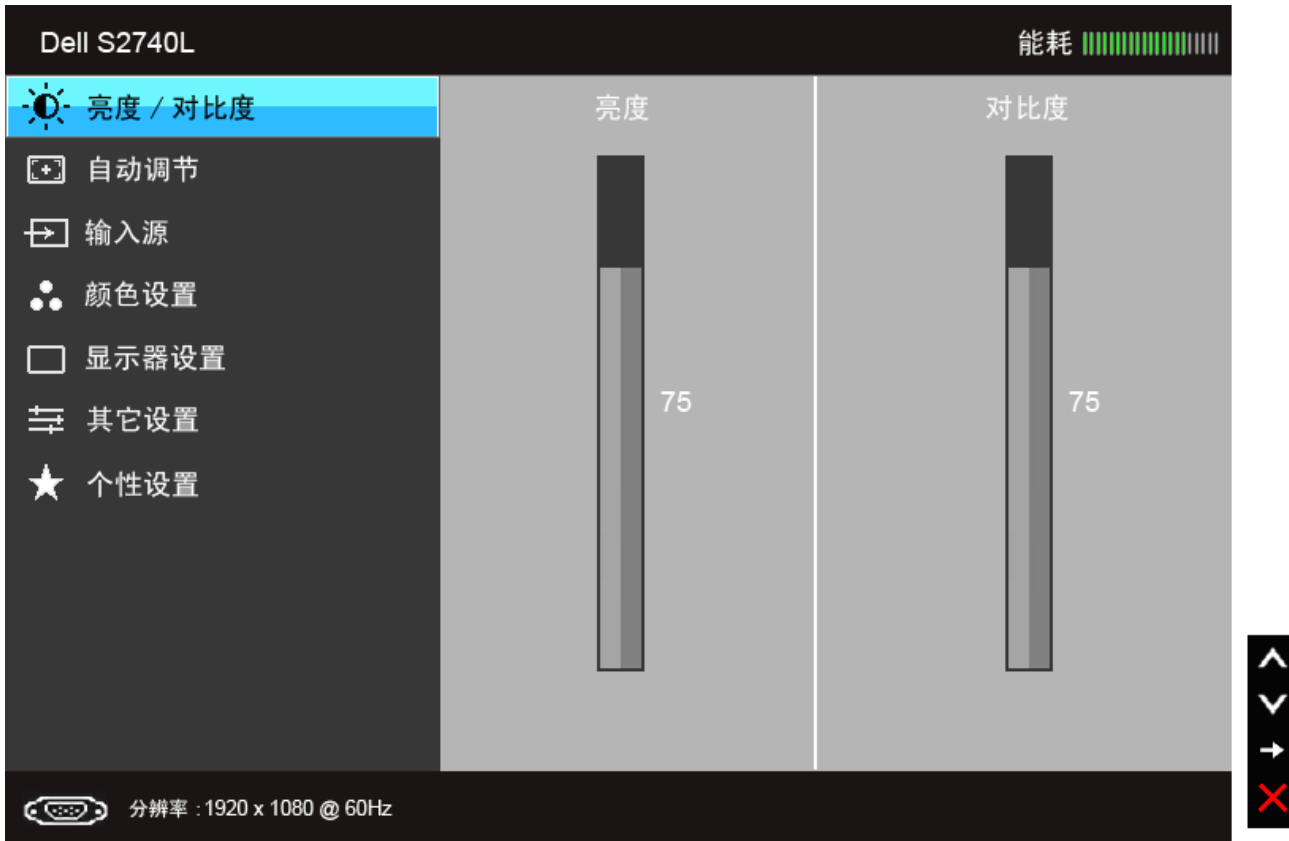 Dell S2740L
能耗
亮度 / 对比度
自动调节
输入源
颜色设置
显示器设置
其它设置
个性设置
亮度
75
对比度
75
分辨率 : 1920 x 1080 @ 60Hz